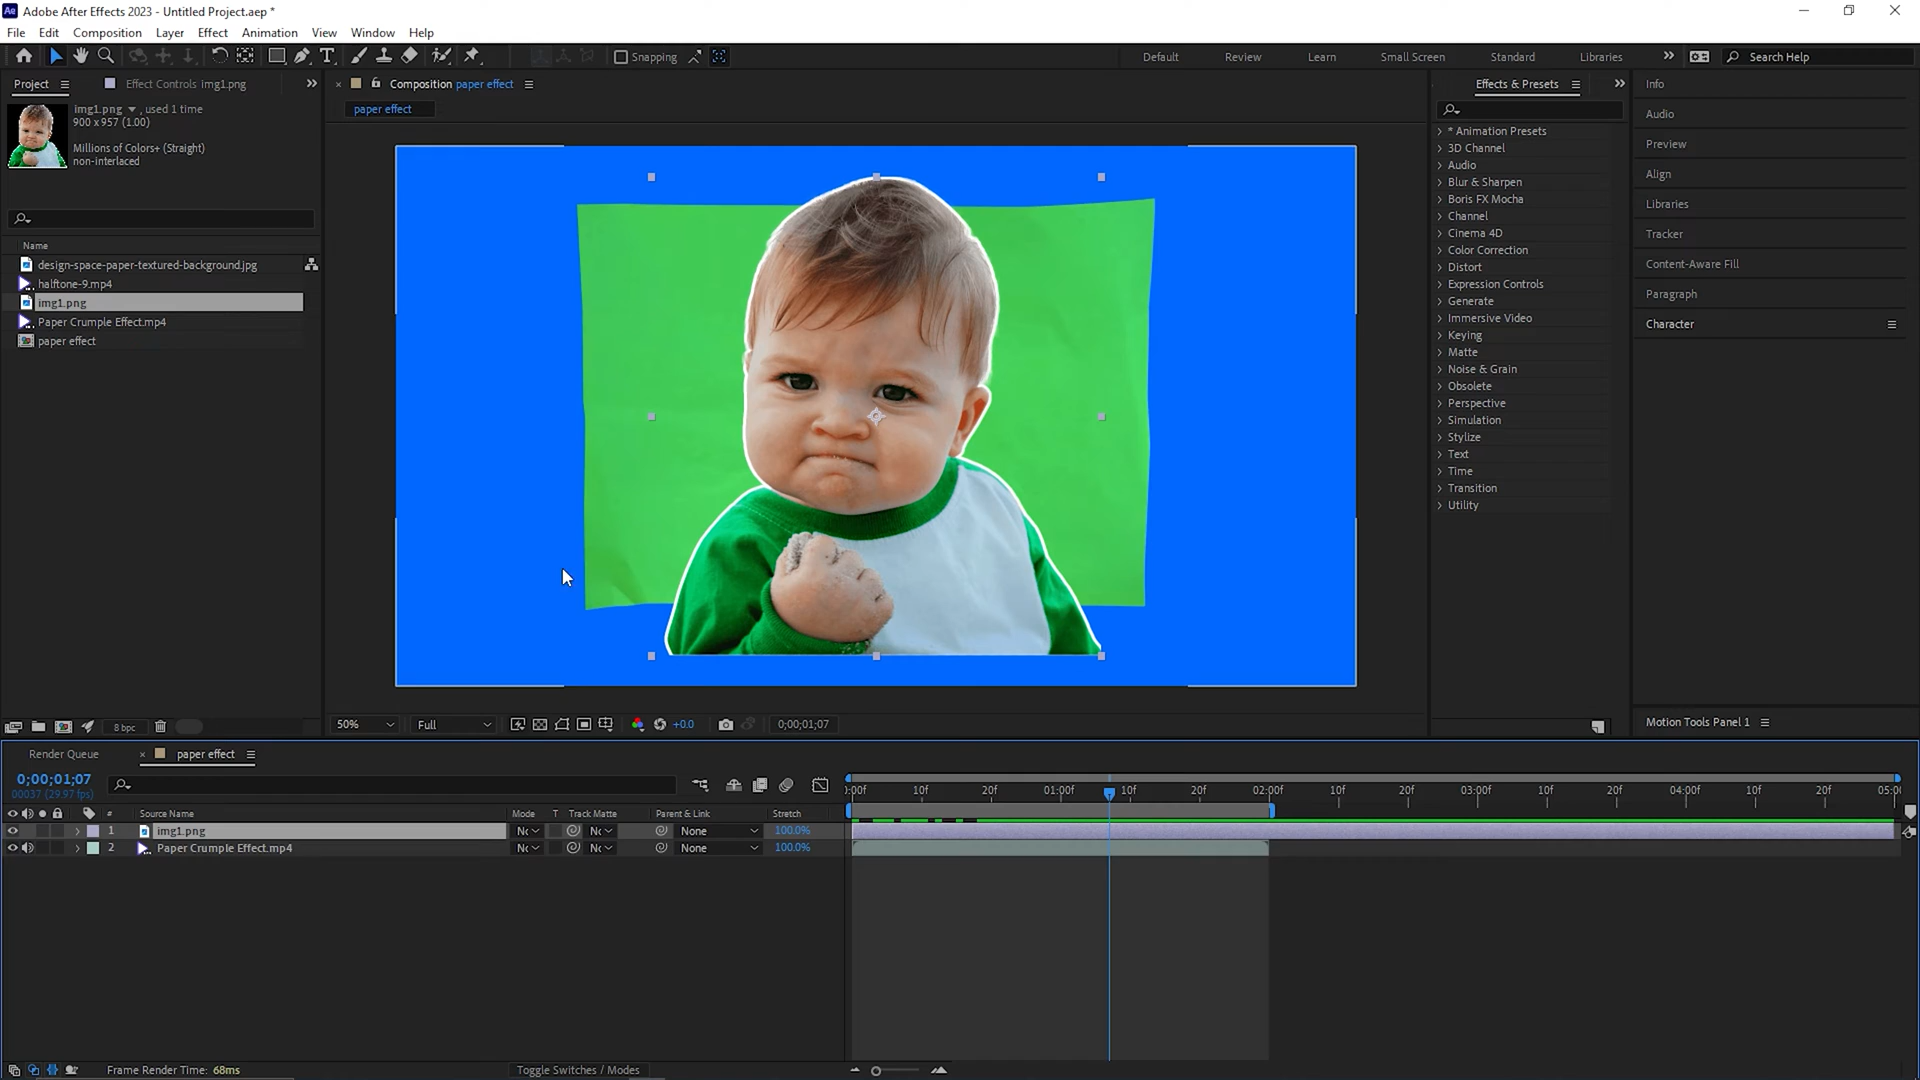 Adobe After Effects 2023 - Untitled Project.aep *
File Edit Composition Layer Effect Animation View Window Help
Snapping
Default Review Learn Small Screen Standard Libraries
Search Help
Project Effect Controls img1.png
img1.png , used 1 time
900 x 957 (1.00)
Millions of Colors+ (Straight)
non-interlaced
Name
design-space-paper-textured-background.jpg
halftone-9.mp4
img1.png
Paper Crumple Effect.mp4
paper effect
8 bpc
Composition paper effect
paper effect
50%
Full
+0.0
0;00;01;07
Effects & Presets
* Animation Presets
3D Channel
Audio
Blur & Sharpen
Boris FX Mocha
Channel
Cinema 4D
Color Correction
Distort
Expression Controls
Generate
Immersive Video
Keying
Matte
Noise & Grain
Obsolete
Perspective
Simulation
Stylize
Text
Time
Transition
Utility
Info
Audio
Preview
Align
Libraries
Tracker
Content-Aware Fill
Paragraph
Character
Motion Tools Panel 1
Render Queue paper effect
0;00;01;07
00037 (29.97 fps)
:00f 10f 20f 01:00f 10f 20f 02:00f 10f 20f 03:00f 10f 20f 04:00f 10f 20f 05:0
# Source Name Mode T Track Matte Parent & Link Stretch
1 img1.png None 100.0%
2 Paper Crumple Effect.mp4 None 100.0%
Frame Render Time: 68ms
Toggle Switches / Modes